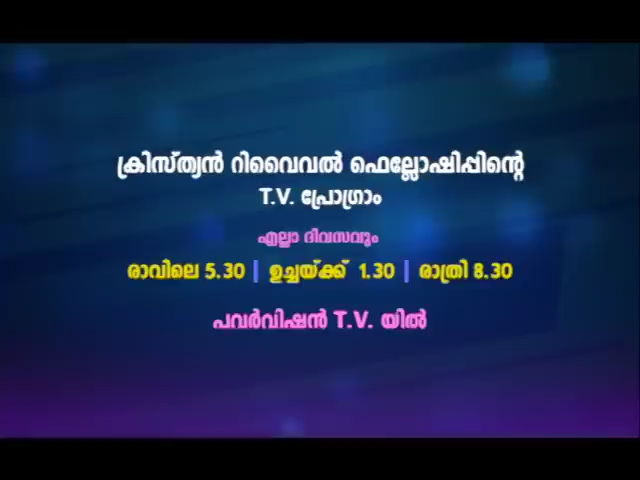 ക്രിസ്ത്യൻ റിവൈവൽ ഫെല്ലോഷിപ്പിന്റെ
T.V. പ്രോഗ്രാം
എല്ലാ ദിവസവും
രാവിലെ 5.30 | ഉച്ചയ്ക്ക് 1.30 | രാത്രി 8.30
പവർവിഷൻ T.V. യിൽ